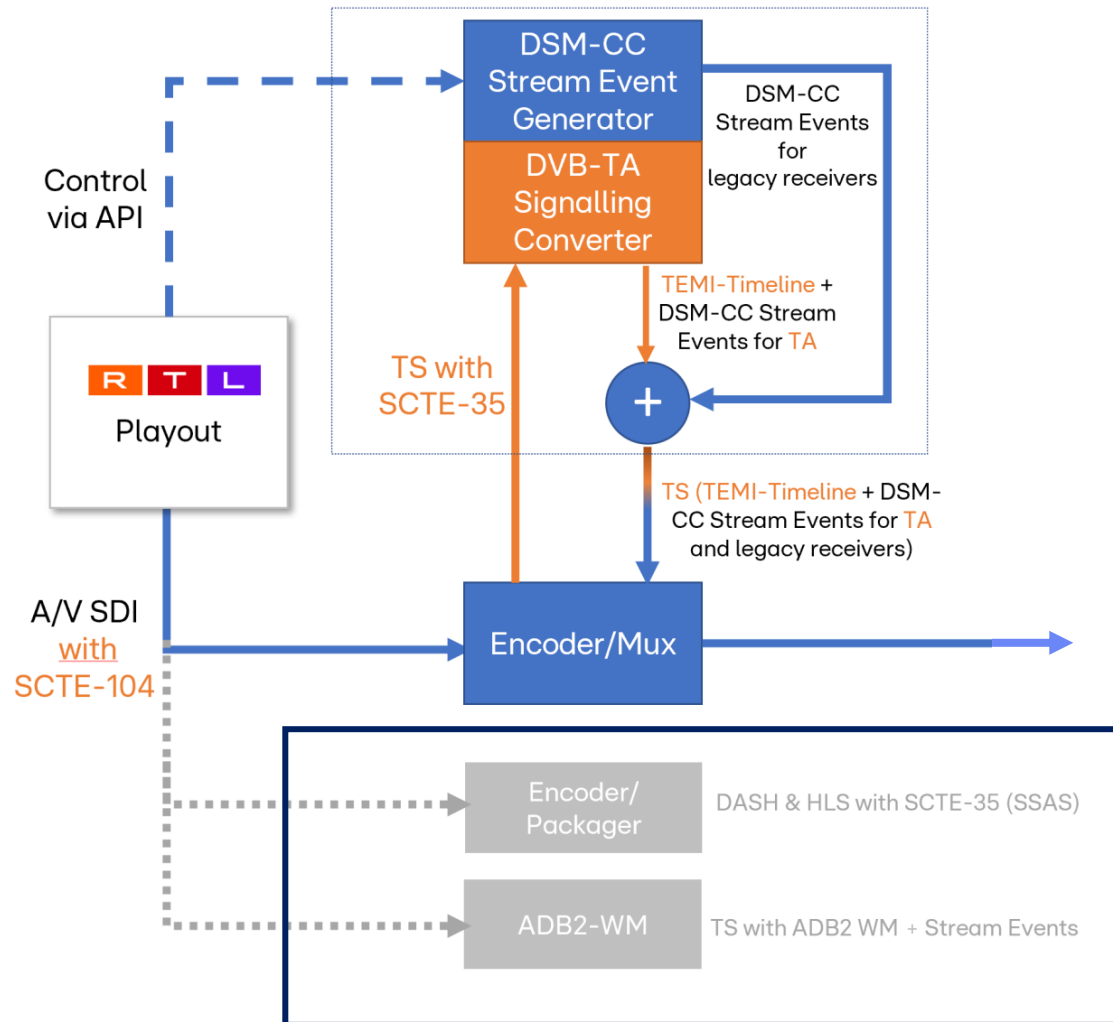 DSM-CC
Stream Event
Generator
DVB-TA
Signalling
Converter
DSM-CC
Stream Events
for
legacy receivers
Control
via API
TEMI-Timeline +
DSM-CC Stream
Events for TA
RTL
Playout
TS with
SCTE-35
+
TS (TEMI-Timeline + DSM-
CC Stream Events for TA
and legacy receivers)
A/V SDI
with
SCTE-104
Encoder/Mux
Encoder/
Packager
DASH & HLS with SCTE-35 (SSAS)
ADB2-WM
TS with ADB2 WM + Stream Events